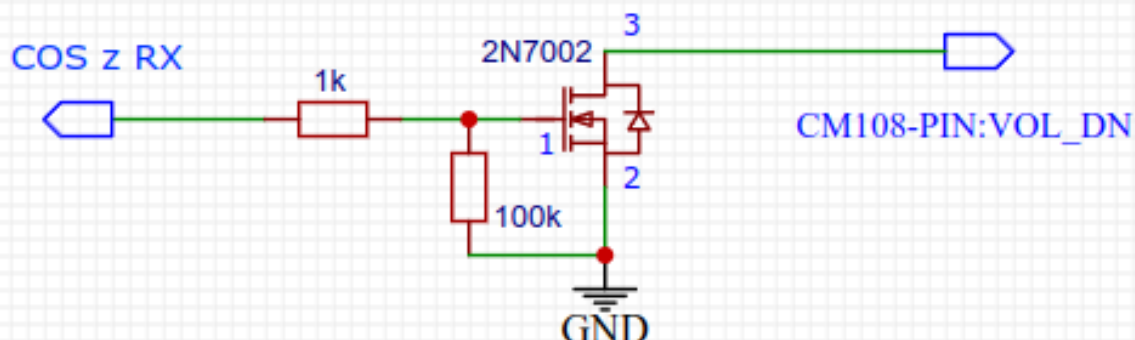 COS z RX
1k
2N7002
3
1
2
100k
CM108-PIN:VOL_DN
GND